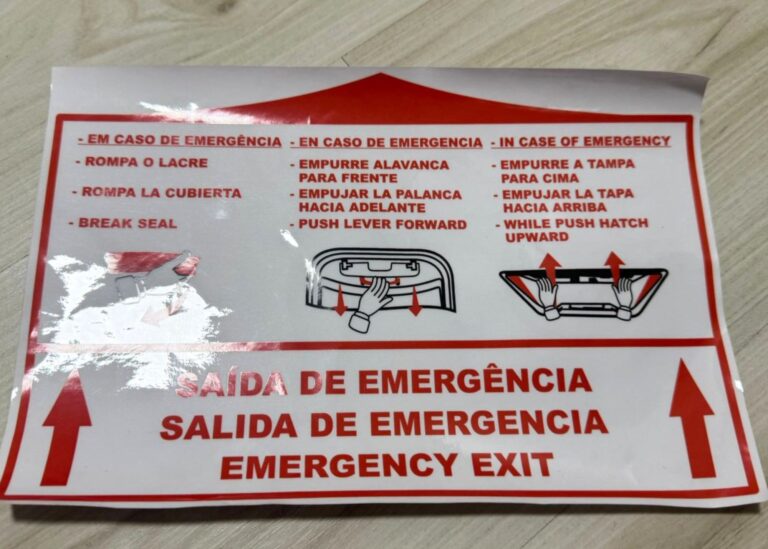 - EM CASO DE EMERGÊNCIA
- ROMPA O LACRE
- ROMPA LA CUBIERTA
- BREAK SEAL
- EN CASO DE EMERGENCIA
- EMPURRE ALAVANCA
PARA FRENTE
- EMPUJAR LA PALANCA
HACIA ADELANTE
- PUSH LEVER FORWARD
- IN CASE OF EMERGENCY
- EMPURRE A TAMPA
PARA CIMA
- EMPUJAR LA TAPA
HACIA ARRIBA
- WHILE PUSH HATCH
UPWARD
SAÍDA DE EMERGÊNCIA
SALIDA DE EMERGENCIA
EMERGENCY EXIT